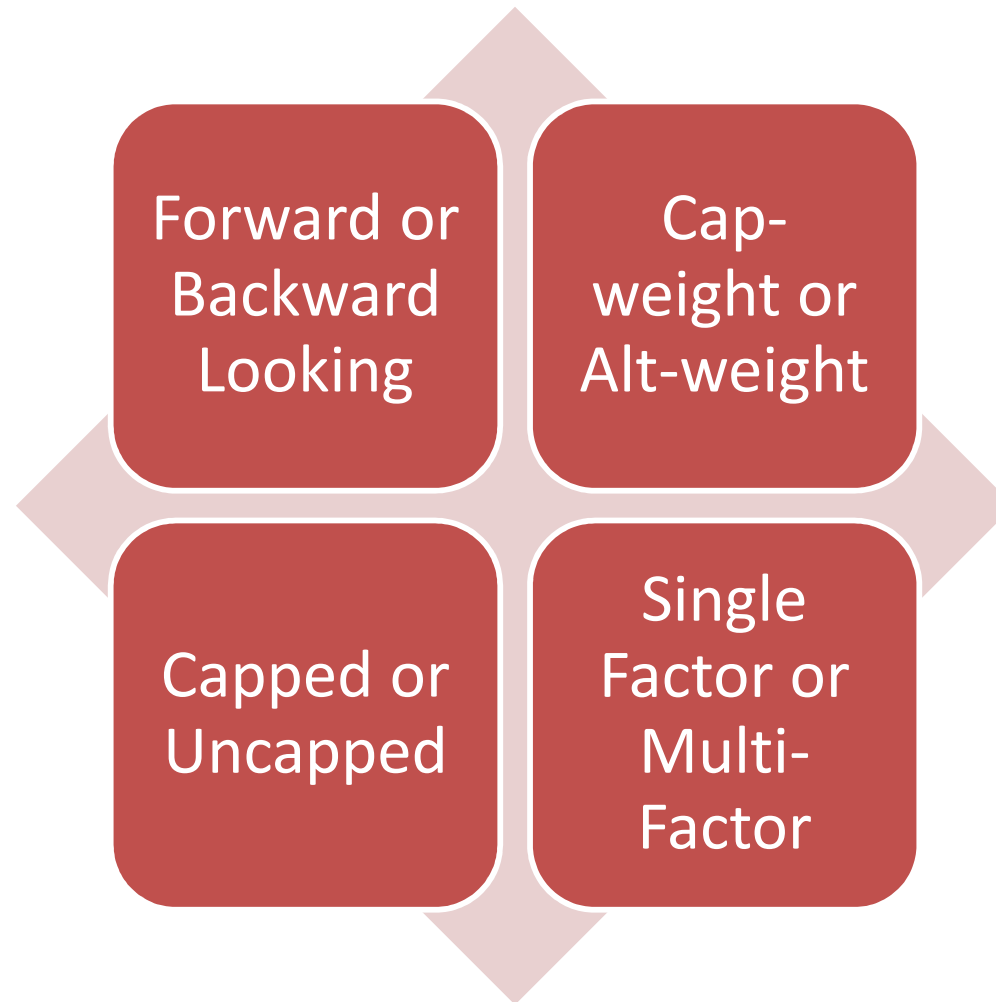 Forward or
Backward
Looking
Cap-
weight or
Alt-weight
Capped or
Uncapped
Single
Factor or
Multi-
Factor